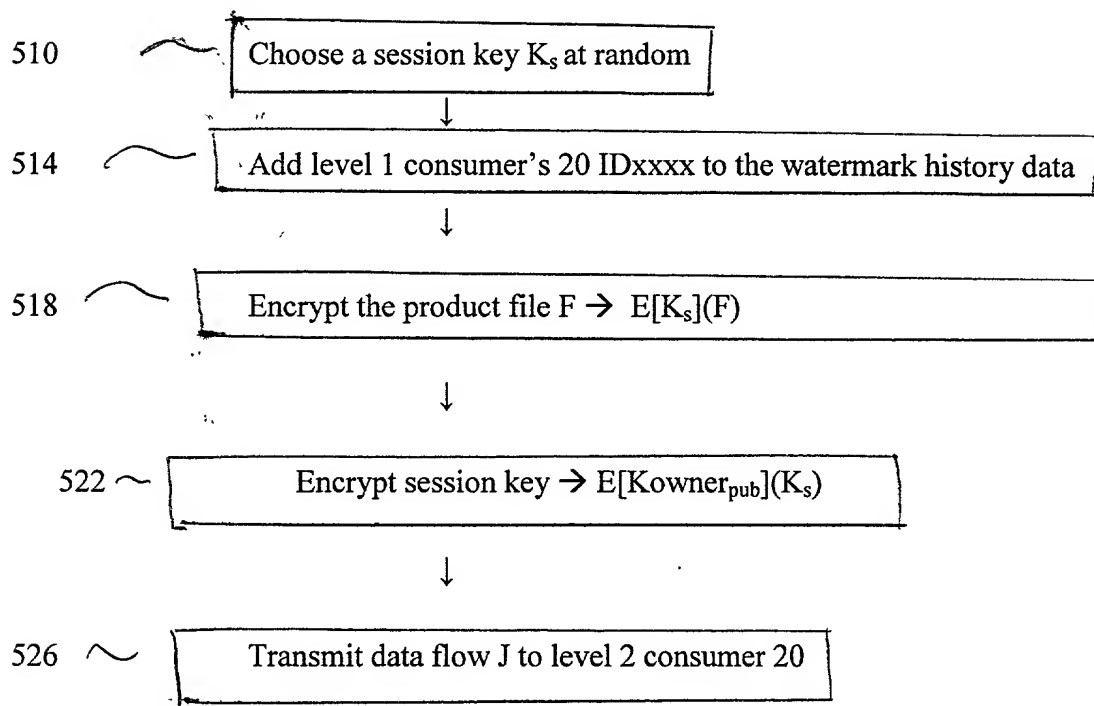 510 Choose a session key Kₛ at random
↓
514 Add level 1 consumer’s 20 IDxxxx to the watermark history data
↓
518 Encrypt the product file F → E[Kₛ](F)
↓
522 Encrypt session key → E[Kowner_pub](Kₛ)
↓
526 Transmit data flow J to level 2 consumer 20